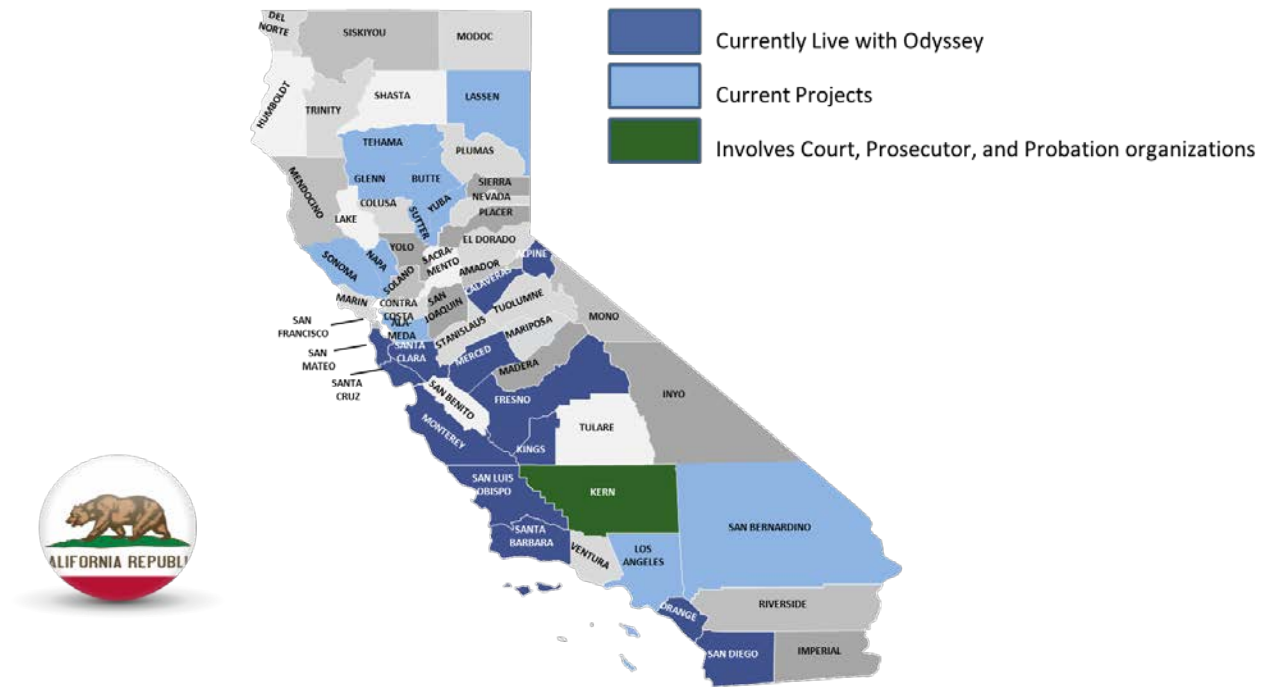 DEL
NORTE
SISKIYOU
MODOC
Currently Live with Odyssey
HUMBOLDT
TRINITY
SHASTA
LASSEN
Current Projects
TEHAMA
PLUMAS
Involves Court, Prosecutor, and Probation organizations
MENDOCINO
GLENN
BUTTE
SIERRA
NEVADA
COLUSA
YUBA
SUTTER
PLACER
LAKE
YOLO
EL DORADO
ALPINE
SONOMA
NAPA
SACRA-
MENTO
AMADOR
SOLANO
CALAVERAS
MARIN
CONTRA
COSTA
SAN
JOAQUIN
TUOLUMNE
MONO
SAN
FRANCISCO
ALA-
MEDA
STANISLAUS
MARIPOSA
SAN
MATEO
SANTA
CLARA
MERCED
MADERA
SANTA
CRUZ
SAN BENITO
FRESNO
INYO
MONTEREY
TULARE
KINGS
SAN LUIS
OBISPO
KERN
SANTA
BARBARA
SAN BERNARDINO
VENTURA
LOS
ANGELES
ALIFORNIA REPUBL
ORANGE
RIVERSIDE
SAN DIEGO
IMPERIAL